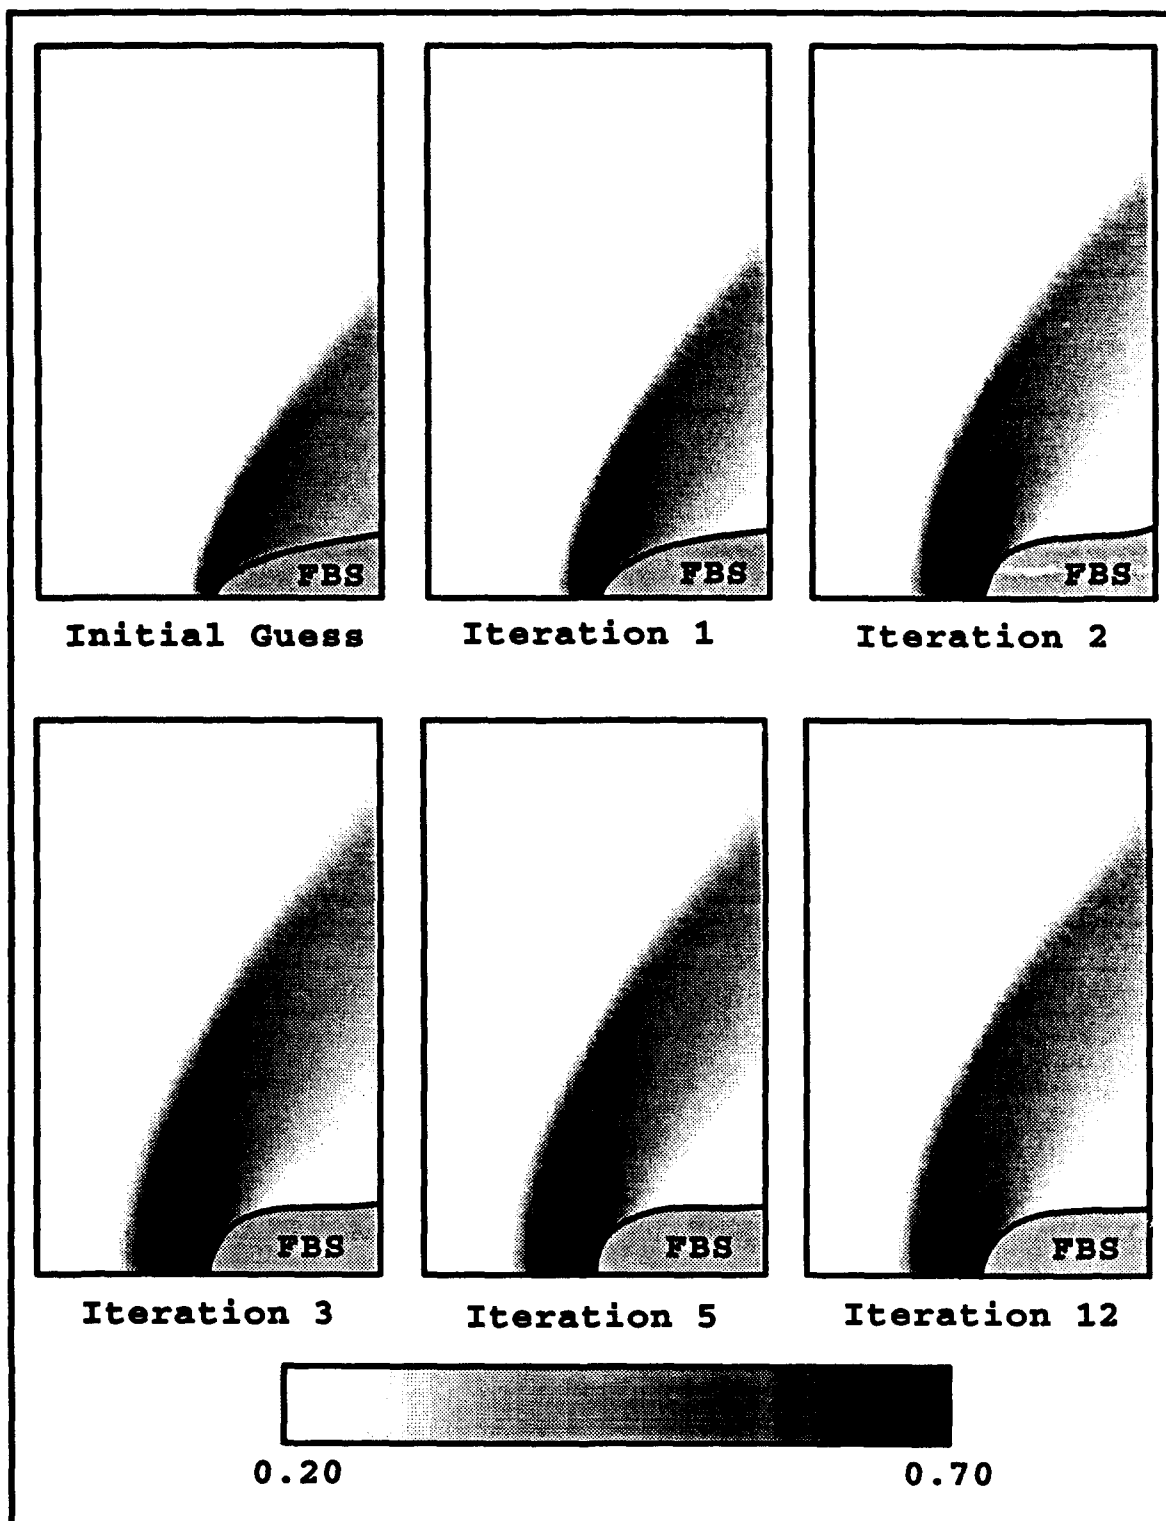 FBS
FBS
FBS
Initial Guess
Iteration 1
Iteration 2
FBS
FBS
FBS
Iteration 3
Iteration 5
Iteration 12
0.20
0.70